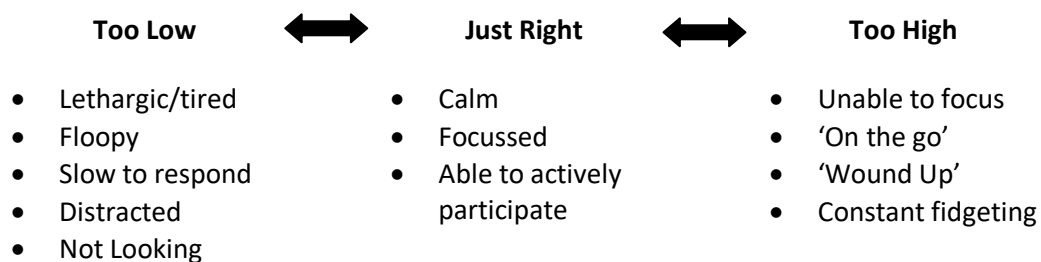 Too Low
Just Right
Too High
• Lethargic/tired
• Floopy
• Slow to respond
• Distracted
• Not Looking
• Calm
• Focussed
• Able to actively
participate
• Unable to focus
• ‘On the go’
• ‘Wound Up’
• Constant fidgeting